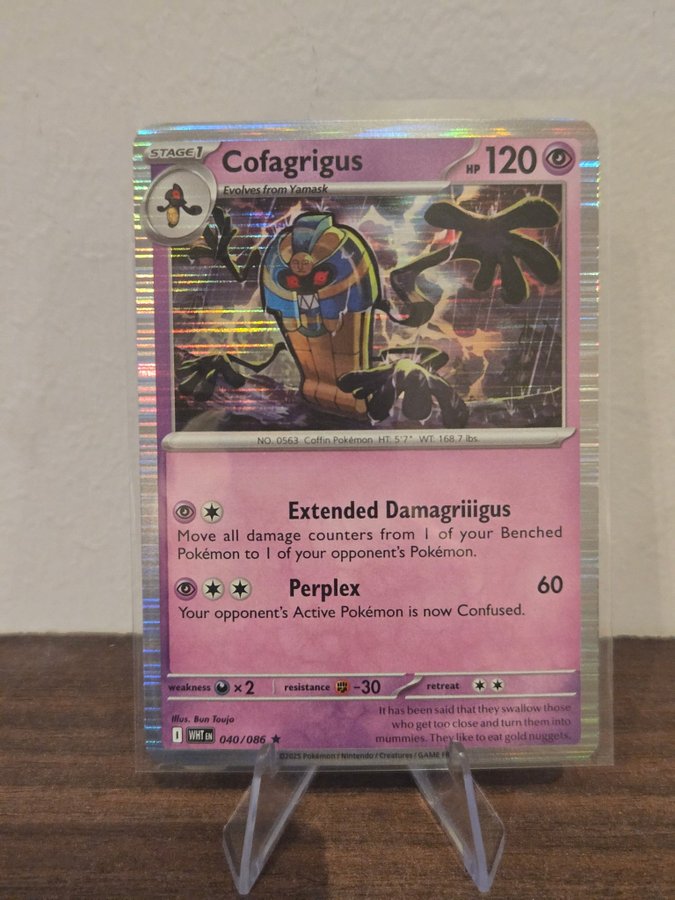 STAGE 1 Cofagrigus HP 120
Evolves from Yamask
NO. 0563 Coffin Pokémon HT: 5'7" WT: 168.7 lbs.
Extended Damagriiigus
Move all damage counters from 1 of your Benched
Pokémon to 1 of your opponent's Pokémon.
Perplex 60
Your opponent's Active Pokémon is now Confused.
weakness ×2 resistance -30 retreat
It has been said that they swallow those
who get too close and turn them into
mummies. They like to eat gold nuggets.
Illus. Bun Toujo
I WHT EN 040/086 ★
©2025 Pokémon / Nintendo / Creatures / GAME